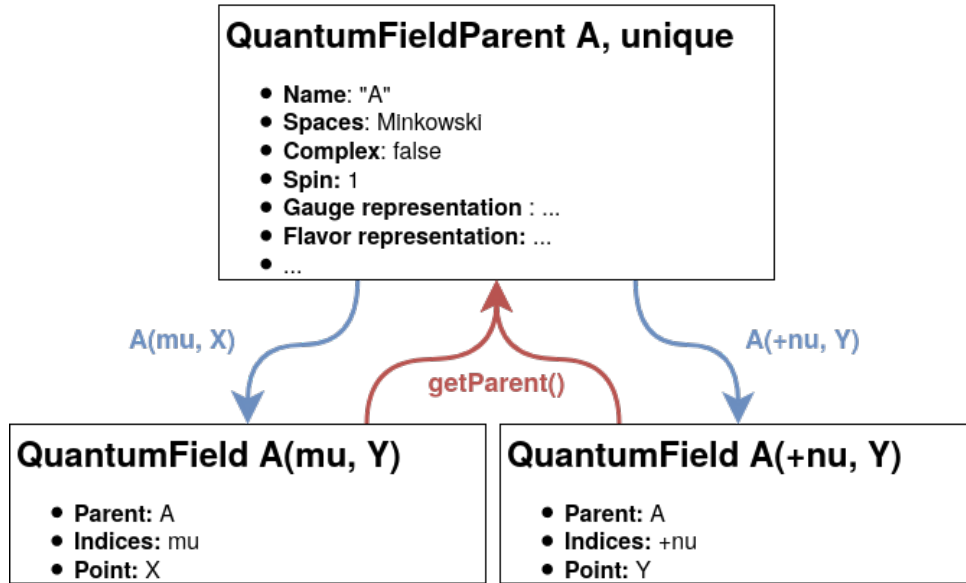 QuantumFieldParent A, unique
● Name: "A"
● Spaces: Minkowski
● Complex: false
● Spin: 1
● Gauge representation : ...
● Flavor representation: ...
● ...
A(mu, X)
A(+nu, Y)
getParent()
QuantumField A(mu, Y)
● Parent: A
● Indices: mu
● Point: X
QuantumField A(+nu, Y)
● Parent: A
● Indices: +nu
● Point: Y